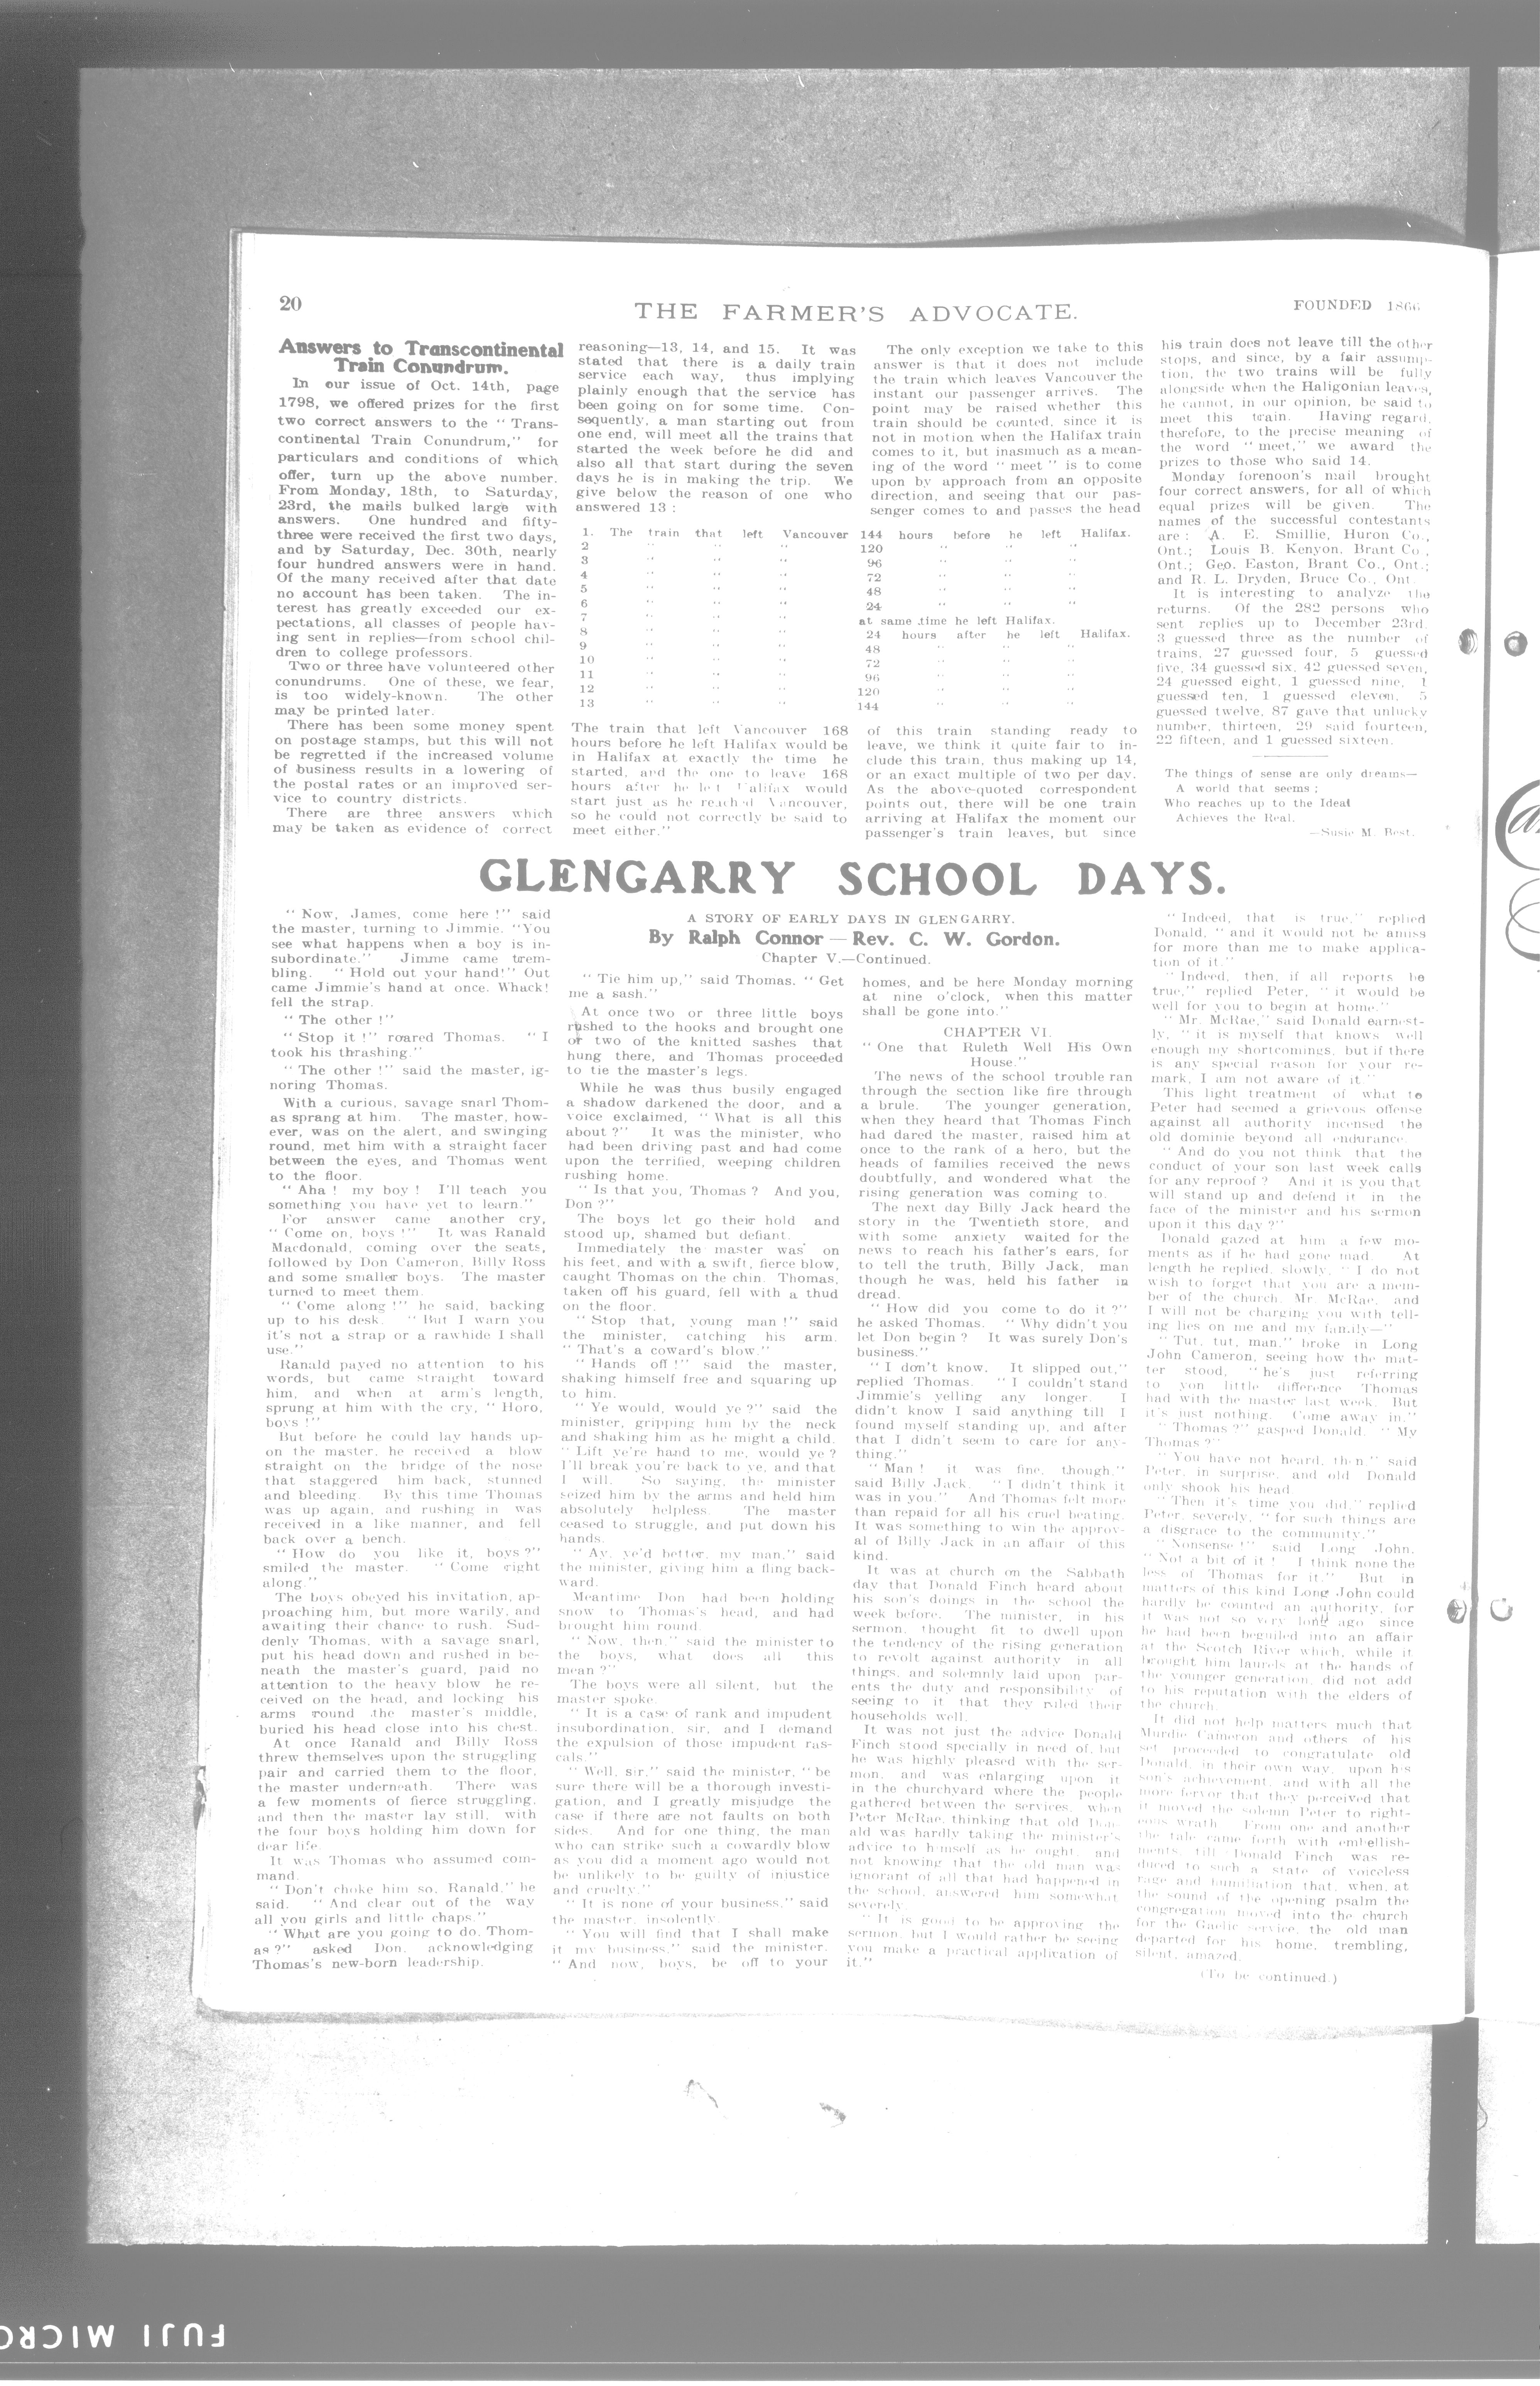 20
THE FARMER'S ADVOCATE.
FOUNDED 1866
Answers to Transcontinental
Train Conundrum.
In our issue of Oct. 14th, page
1798, we offered prizes for the first
two correct answers to the "Trans-
continental Train Conundrum," for
particulars and conditions of which
offer, turn up the above number.
From Monday, 18th, to Saturday,
23rd, the mails bulked large with
answers. One hundred and fifty-
three were received the first two days,
and by Saturday, Dec. 30th, nearly
four hundred answers were in hand.
Of the many received after that date
no account has been taken. The in-
terest has greatly exceeded our ex-
pectations, all classes of people hav-
ing sent in replies—from school chil-
dren to college professors.
Two or three have volunteered other
conundrums. One of these, we fear,
is too widely-known. The other
may be printed later.
There has been some money spent
on postage stamps, but this will not
be regretted if the increased volume
of business results in a lowering of
the postal rates or an improved ser-
vice to country districts.
There are three answers which
may be taken as evidence of correct
reasoning—13, 14, and 15. It was
stated that there is a daily train
service each way, thus implying
plainly enough that the service has
been going on for some time. Con-
sequently, a man starting out from
one end, will meet all the trains that
started the week before he did and
also all that start during the seven
days he is in making the trip. We
give below the reason of one who
answered 13 :
The only exception we take to this
answer is that it does not include
the train which leaves Vancouver the
instant our passenger arrives. The
point may be raised whether this
train should be counted, since it is
not in motion when the Halifax train
comes to it, but inasmuch as a mean-
ing of the word "meet" is to come
upon by approach from an opposite
direction, and seeing that our pas-
senger comes to and passes the head
1. The train that left Vancouver 144 hours before he left Halifax.
2 " " " 120 " " "
3 " " " 96 " " "
4 " " " 72 " " "
5 " " " 48 " " "
6 " " " 24 " " "
7 " " " at same time he left Halifax.
8 " " " 24 hours after he left Halifax.
9 " " " 48 " " "
10 " " " 72 " " "
11 " " " 96 " " "
12 " " " 120 " " "
13 " " " 144 " " "
The train that left Vancouver 168
hours before he left Halifax would be
in Halifax at exactly the time he
started, and the one to leave 168
hours after he left Halifax would
start just as he reached Vancouver,
so he could not correctly be said to
meet either."
of this train standing ready to
leave, we think it quite fair to in-
clude this train, thus making up 14,
or an exact multiple of two per day.
As the above-quoted correspondent
points out, there will be one train
arriving at Halifax the moment our
passenger's train leaves, but since
his train does not leave till the other
stops, and since, by a fair assump-
tion, the two trains will be fully
alongside when the Haligonian leaves,
he cannot, in our opinion, be said to
meet this train. Having regard,
therefore, to the precise meaning of
the word "meet," we award the
prizes to those who said 14.
Monday forenoon's mail brought
four correct answers, for all of which
equal prizes will be given. The
names of the successful contestants
are : A. E. Smillie, Huron Co.,
Ont.; Louis B. Kenyon, Brant Co.,
Ont.; Geo. Easton, Brant Co., Ont.;
and R. L. Dryden, Bruce Co., Ont.
It is interesting to analyze the
returns. Of the 282 persons who
sent replies up to December 23rd,
3 guessed three as the number of
trains, 27 guessed four, 5 guessed
five, 34 guessed six, 42 guessed seven,
24 guessed eight, 1 guessed nine, 1
guessed ten, 1 guessed eleven, 5
guessed twelve, 87 gave that unlucky
number, thirteen, 29 said fourteen,
22 fifteen, and 1 guessed sixteen.
The things of sense are only dreams—
A world that seems ;
Who reaches up to the Ideal
Achieves the Real.
—Susie M. Best.
GLENGARRY SCHOOL DAYS.
A STORY OF EARLY DAYS IN GLENGARRY.
By Ralph Connor — Rev. C. W. Gordon.
Chapter V.—Continued.
"Now, James, come here !" said
the master, turning to Jimmie. "You
see what happens when a boy is in-
subordinate." Jimmie came trem-
bling. "Hold out your hand!" Out
came Jimmie's hand at once. Whack!
fell the strap.
"The other !"
"Stop it !" roared Thomas. "I
took his thrashing."
"The other !" said the master, ig-
noring Thomas.
With a curious, savage snarl Thom-
as sprang at him. The master, how-
ever, was on the alert, and swinging
round, met him with a straight facer
between the eyes, and Thomas went
to the floor.
"Aha ! my boy ! I'll teach you
something you have yet to learn."
For answer came another cry,
"Come on, boys !" It was Ranald
Macdonald, coming over the seats,
followed by Don Cameron, Billy Ross
and some smaller boys. The master
turned to meet them.
"Come along !" he said, backing
up to his desk. "But I warn you
it's not a strap or a rawhide I shall
use."
Ranald payed no attention to his
words, but came straight toward
him, and when at arm's length,
sprung at him with the cry, "Horo,
boys !"
But before he could lay hands up-
on the master, he received a blow
straight on the bridge of the nose
that staggered him back, stunned
and bleeding. By this time Thomas
was up again, and rushing in was
received in a like manner, and fell
back over a bench.
"How do you like it, boys ?"
smiled the master. "Come right
along."
The boys obeyed his invitation, ap-
proaching him, but more warily, and
awaiting their chance to rush. Sud-
denly Thomas, with a savage snarl,
put his head down and rushed in be-
neath the master's guard, paid no
attention to the heavy blow he re-
ceived on the head, and locking his
arms round the master's middle,
buried his head close into his chest.
At once Ranald and Billy Ross
threw themselves upon the struggling
pair and carried them to the floor,
the master underneath. There was
a few moments of fierce struggling,
and then the master lay still, with
the four boys holding him down for
dear life.
It was Thomas who assumed com-
mand.
"Don't choke him so, Ranald," he
said. "And clear out of the way
all you girls and little chaps."
"What are you going to do, Thom-
as ?" asked Don, acknowledging
Thomas's new-born leadership.
"Tie him up," said Thomas. "Get
me a sash."
At once two or three little boys
rushed to the hooks and brought one
or two of the knitted sashes that
hung there, and Thomas proceeded
to tie the master's legs.
While he was thus busily engaged
a shadow darkened the door, and a
voice exclaimed, "What is all this
about ?" It was the minister, who
had been driving past and had come
upon the terrified, weeping children
rushing home.
"Is that you, Thomas ? And you,
Don ?"
The boys let go their hold and
stood up, shamed but defiant.
Immediately the master was on
his feet, and with a swift, fierce blow,
caught Thomas on the chin. Thomas,
taken off his guard, fell with a thud
on the floor.
"Stop that, young man !" said
the minister, catching his arm.
"That's a coward's blow."
"Hands off !" said the master,
shaking himself free and squaring up
to him.
"Ye would, would ye ?" said the
minister, gripping him by the neck
and shaking him as he might a child.
"Lift ye're hand to me, would ye ?
I'll break you're back to ye, and that
I will. So saying, the minister
seized him by the arms and held him
absolutely helpless. The master
ceased to struggle, and put down his
hands.
"Ay, ye'd better, my man," said
the minister, giving him a fling back-
ward.
Meantime Don had been holding
snow to Thomas's head, and had
brought him round.
"Now, then," said the minister to
the boys, what does all this
mean ?"
The boys were all silent, but the
master spoke.
"It is a case of rank and impudent
insubordination, sir, and I demand
the expulsion of those impudent ras-
cals."
"Well, sir," said the minister, "be
sure there will be a thorough investi-
gation, and I greatly misjudge the
case if there are not faults on both
sides. And for one thing, the man
who can strike such a cowardly blow
as you did a moment ago would not
be unlikely to be guilty of injustice
and cruelty."
"It is none of your business," said
the master, insolently.
"You will find that I shall make
it my business," said the minister.
"And now, boys, be off to your
homes, and be here Monday morning
at nine o'clock, when this matter
shall be gone into."
CHAPTER VI.
"One that Ruleth Well His Own
House."
The news of the school trouble ran
through the section like fire through
a brule. The younger generation,
when they heard that Thomas Finch
had dared the master, raised him at
once to the rank of a hero, but the
heads of families received the news
doubtfully, and wondered what the
rising generation was coming to.
The next day Billy Jack heard the
story in the Twentieth store, and
with some anxiety waited for the
news to reach his father's ears, for
to tell the truth, Billy Jack, man
though he was, held his father in
dread.
"How did you come to do it ?"
he asked Thomas. "Why didn't you
let Don begin ? It was surely Don's
business."
"I don't know. It slipped out,"
replied Thomas. "I couldn't stand
Jimmie's yelling any longer. I
didn't know I said anything till I
found myself standing up, and after
that I didn't seem to care for any-
thing."
"Man ! it was fine, though,"
said Billy Jack. "I didn't think it
was in you." And Thomas felt more
than repaid for all his cruel beating.
It was something to win the approv-
al of Billy Jack in an affair of this
kind.
It was at church on the Sabbath
day that Donald Finch heard about
his son's doings in the school the
week before. The minister, in his
sermon, thought fit to dwell upon
the tendency of the rising generation
to revolt against authority in all
things, and solemnly laid upon par-
ents the duty and responsibility of
seeing to it that they ruled their
households well.
It was not just the advice Donald
Finch stood specially in need of, but
he was highly pleased with the ser-
mon, and was enlarging upon it
in the churchyard where the people
gathered between the services, when
Peter McRae, thinking that old Don-
ald was hardly taking the minister's
advice to himself as he ought, and
not knowing that the old man was
ignorant of all that had happened in
the school, answered him somewhat
severely.
"It is good to be approving the
sermon, but I would rather be seeing
you make a practical application of
it."
"Indeed, that is true," replied
Donald, "and it would not be amiss
for more than me to make applica-
tion of it."
"Indeed, then, if all reports be
true," replied Peter, "it would be
well for you to begin at home."
"Mr. McRae," said Donald earnest-
ly, "it is myself that knows well
enough my shortcomings, but if there
is any special reason for your re-
mark, I am not aware of it."
This light treatment of what to
Peter had seemed a grievous offense
against all authority incensed the
old dominie beyond all endurance.
"And do you not think that the
conduct of your son last week calls
for any reproof ? And it is you that
will stand up and defend it in the
face of the minister and his sermon
upon it this day ?"
Donald gazed at him a few mo-
ments as if he had gone mad. At
length he replied, slowly, "I do not
wish to forget that you are a mem-
ber of the church, Mr. McRae, and
I will not be charging you with tell-
ing lies on me and my family—"
"Tut, tut, man," broke in Long
John Cameron, seeing how the mat-
ter stood, "he's just referring
to yon little difference Thomas
had with the master last week. But
it's just nothing. Come away in."
"Thomas ?" gasped Donald. "My
Thomas ?"
"You have not heard, then," said
Peter, in surprise, and old Donald
only shook his head.
"Then it's time you did," replied
Peter, severely, "for such things are
a disgrace to the community."
"Nonsense !" said Long John.
"Not a bit of it ! I think none the
less of Thomas for it." But in
matters of this kind Long John could
hardly be counted an authority, for
it was not so very long ago since
he had been beguiled into an affair
at the Scotch River which, while it
brought him laurels at the hands of
the younger generation, did not add
to his reputation with the elders of
the church.
It did not help matters much that
Murdie Cameron and others of his
set proceeded to congratulate old
Donald, in their own way, upon his
son's achievement, and with all the
more fervor that they perceived that
it moved the solemn Peter to right-
eous wrath. From one and another
the tale came forth with embellish-
ments, till Donald Finch was re-
duced to such a state of voiceless
rage and humiliation that, when, at
the sound of the opening psalm the
congregation moved into the church
for the Gaelic service, the old man
departed for his home, trembling,
silent, amazed.
(To be continued.)
FUJI MICRO